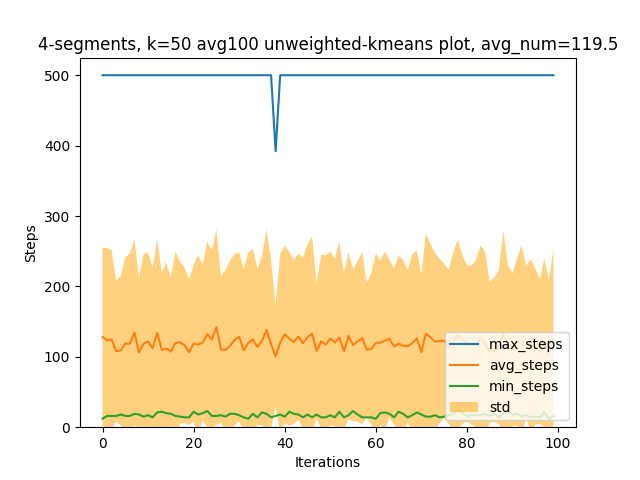 4-segments, k=50 avg100 unweighted-kmeans plot, avg_num=119.5
500
400
300
200
100
0
Steps
0 20 40 60 80 100
Iterations
max_steps
avg_steps
min_steps
std